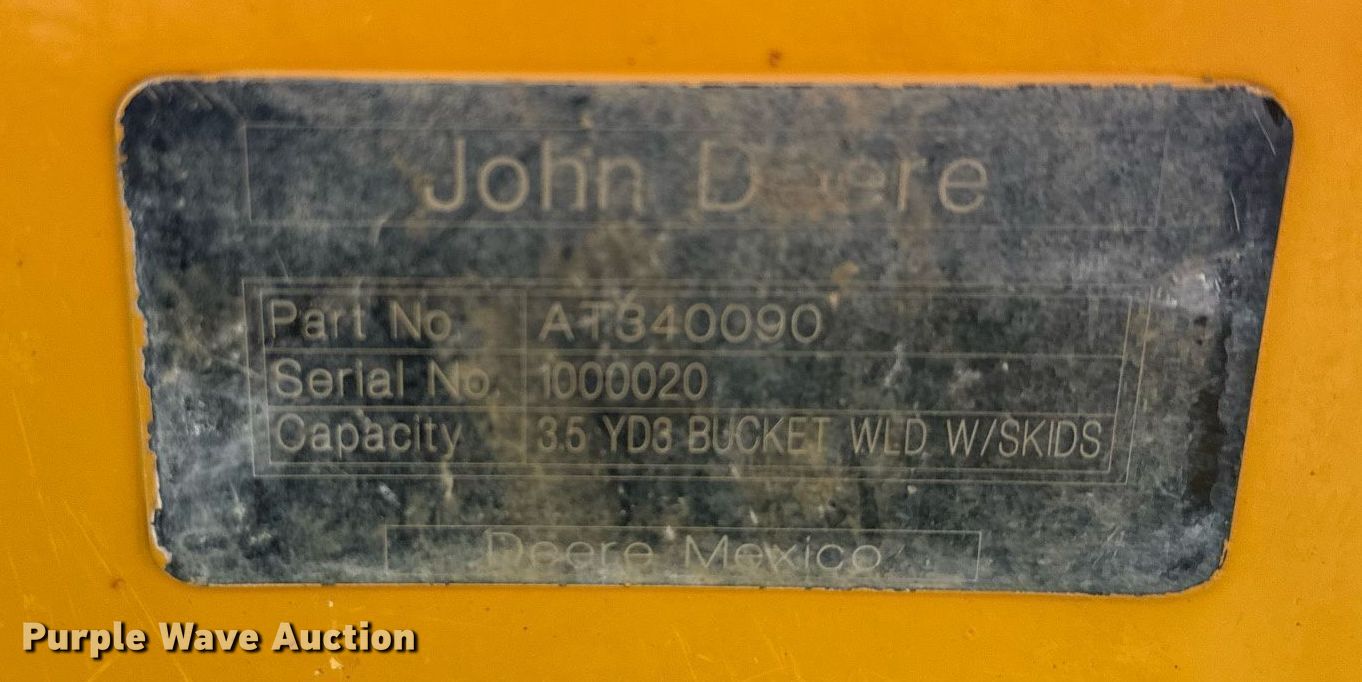 John Deere
Part No. AT340090
Serial No. 1000020
Capacity 3.5 YD3 BUCKET WLD W/SKIDS
Deere Mexico
Purple Wave Auction